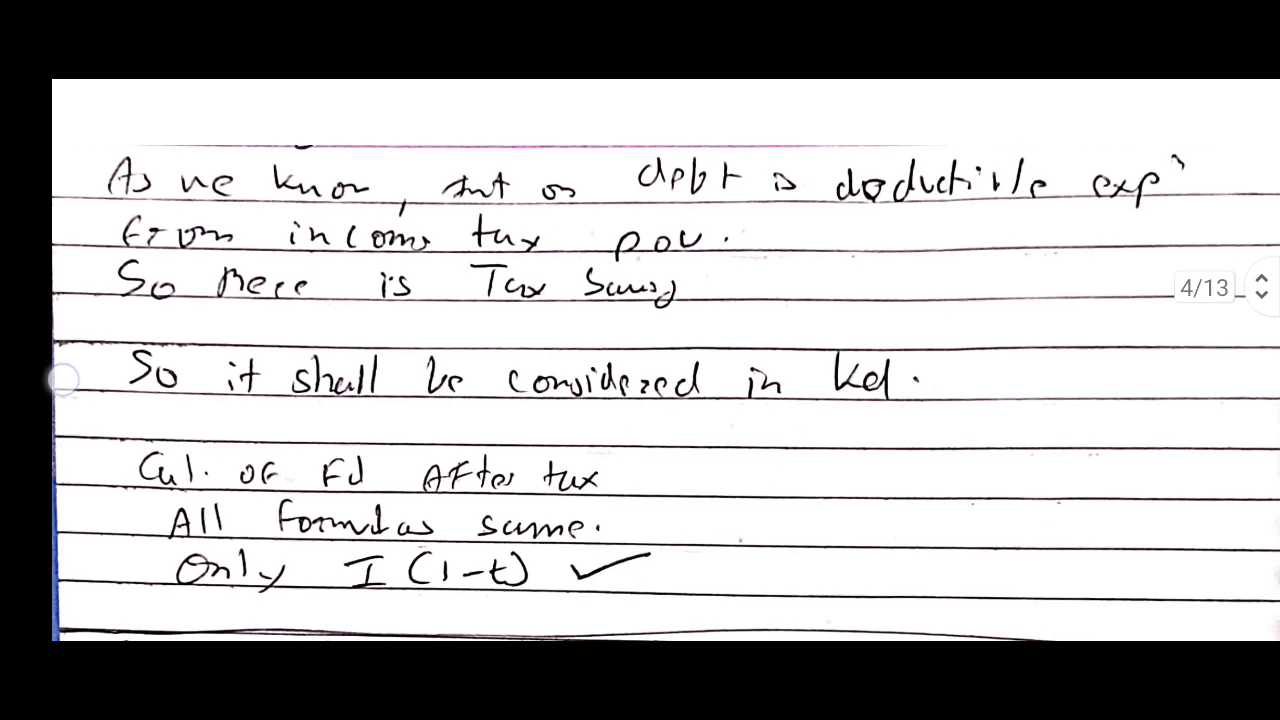 As we know, int on debt is deductible expⁿ
from income tax pov.
So there is Tax Saving
4/13
So it shall be considered in Kd.
Cal. of Kd After tax
All formulas same.
Only I (1-t) ✓